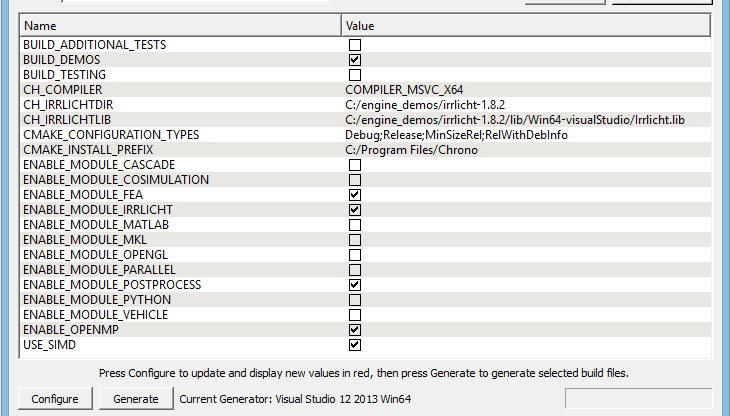 Name Value
BUILD_ADDITIONAL_TESTS
BUILD_DEMOS
BUILD_TESTING
CH_COMPILER COMPILER_MSVC_X64
CH_IRRLICHTDIR C:/engine_demos/irrlicht-1.8.2
CH_IRRLICHTLIB C:/engine_demos/irrlicht-1.8.2/lib/Win64-visualStudio/Irrlicht.lib
CMAKE_CONFIGURATION_TYPES Debug;Release;MinSizeRel;RelWithDebInfo
CMAKE_INSTALL_PREFIX C:/Program Files/Chrono
ENABLE_MODULE_CASCADE
ENABLE_MODULE_COSIMULATION
ENABLE_MODULE_FEA
ENABLE_MODULE_IRRLICHT
ENABLE_MODULE_MATLAB
ENABLE_MODULE_MKL
ENABLE_MODULE_OPENGL
ENABLE_MODULE_PARALLEL
ENABLE_MODULE_POSTPROCESS
ENABLE_MODULE_PYTHON
ENABLE_MODULE_VEHICLE
ENABLE_OPENMP
USE_SIMD
Press Configure to update and display new values in red, then press Generate to generate selected build files.
Configure Generate Current Generator: Visual Studio 12 2013 Win64